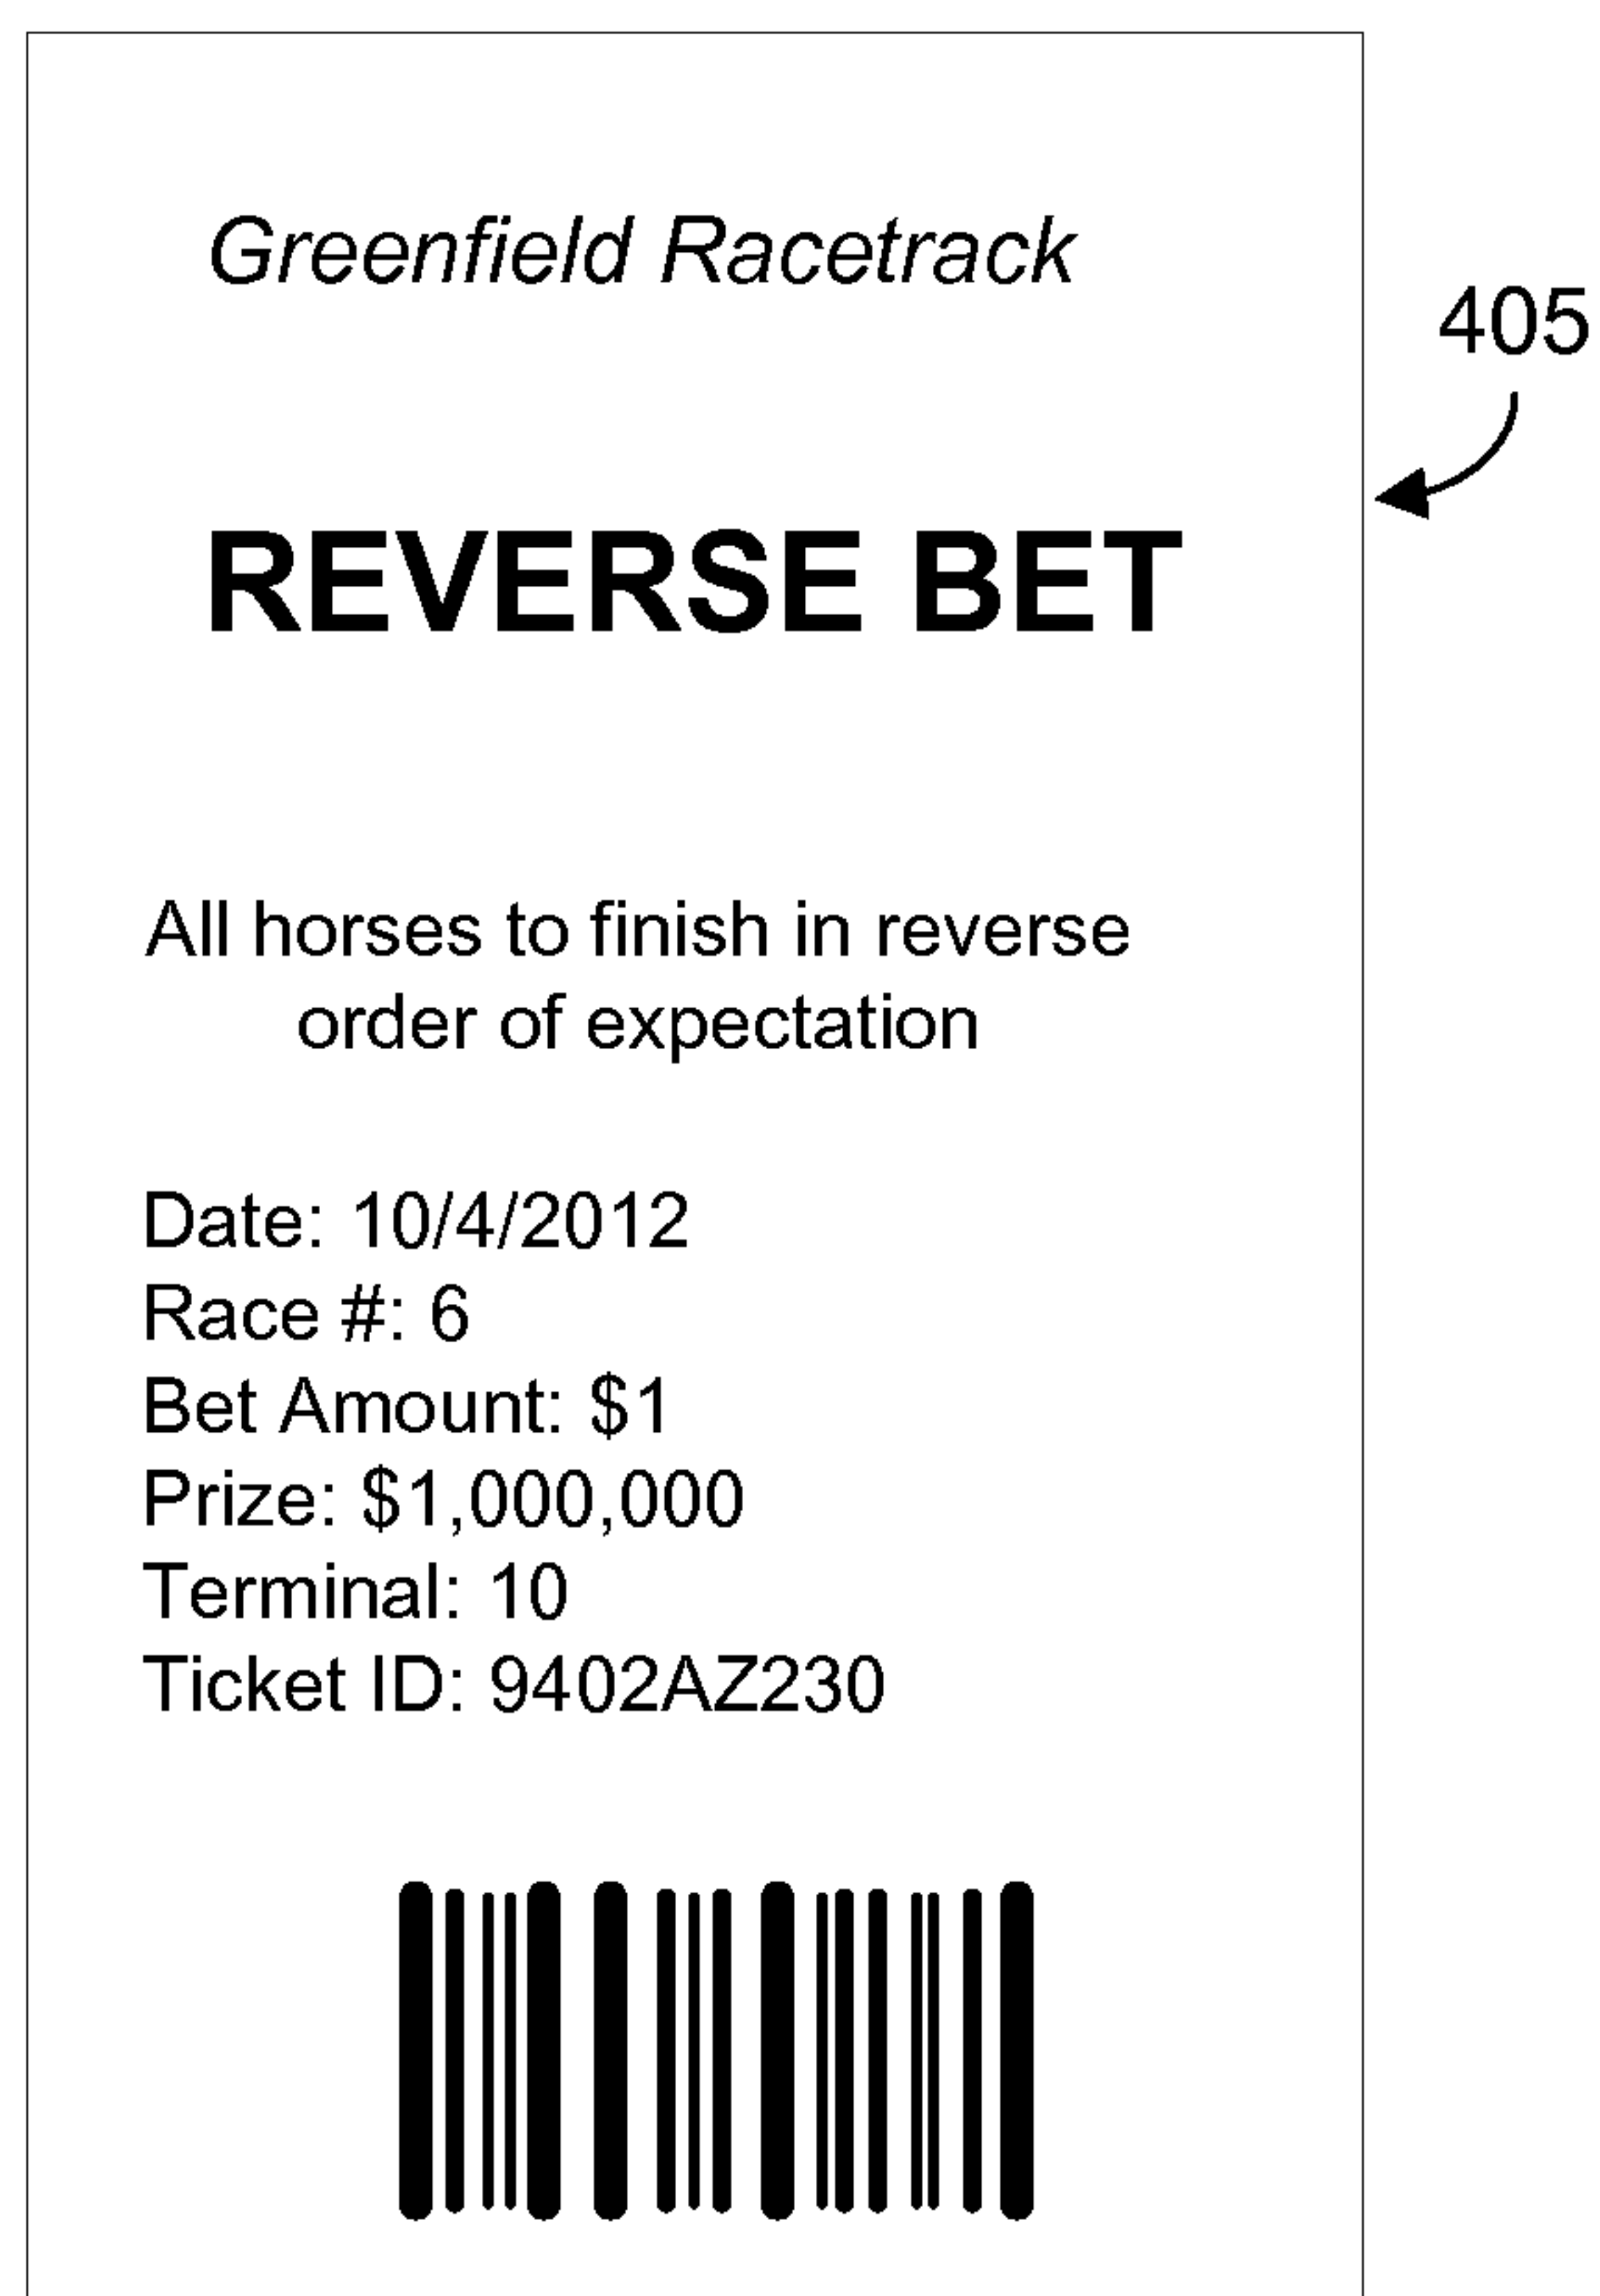 Greenfield Racetrack
405
REVERSE BET
All horses to finish in reverse
order of expectation
Date: 10/4/2012
Race #: 6
Bet Amount: $1
Prize: $1,000,000
Terminal: 10
Ticket ID: 9402AZ230